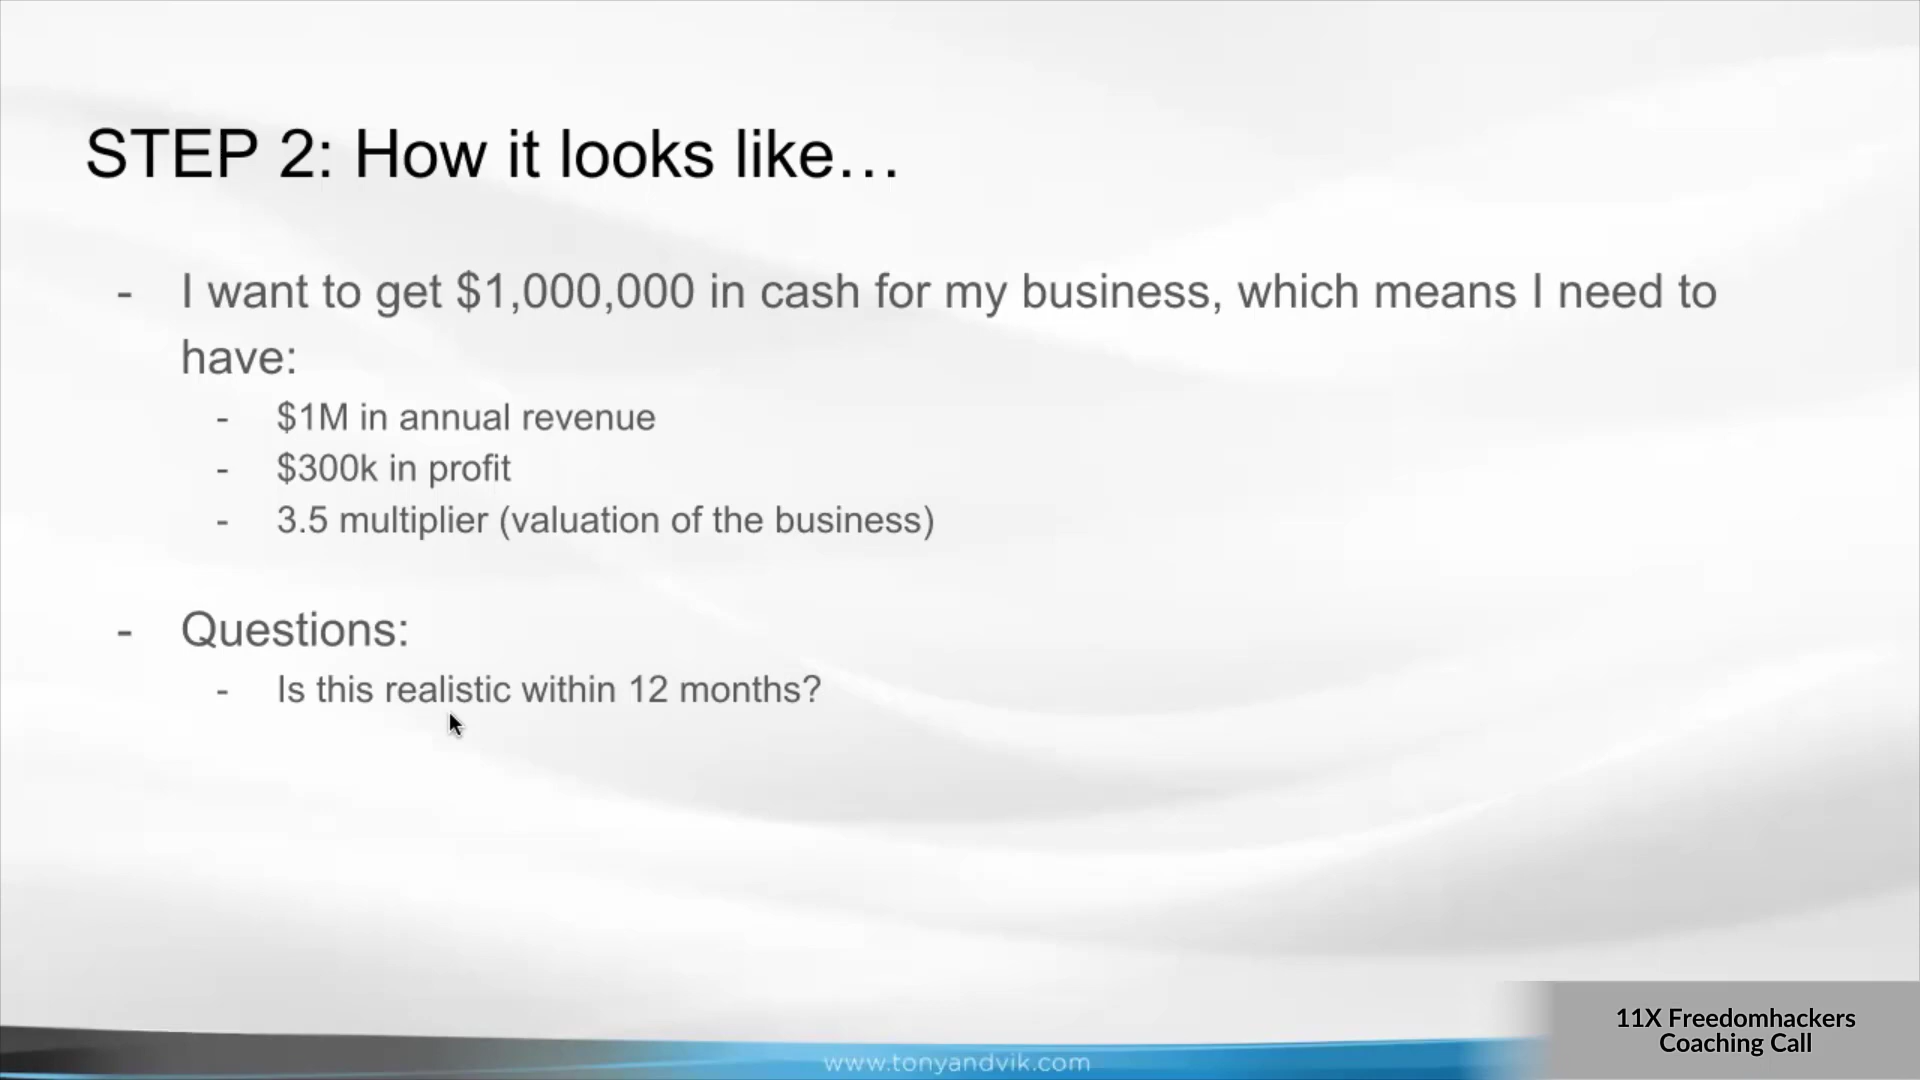 STEP 2: How it looks like…
- I want to get $1,000,000 in cash for my business, which means I need to
have:
- $1M in annual revenue
- $300k in profit
- 3.5 multiplier (valuation of the business)
- Questions:
- Is this realistic within 12 months?
11X Freedomhackers
Coaching Call
www.tonyandvik.com